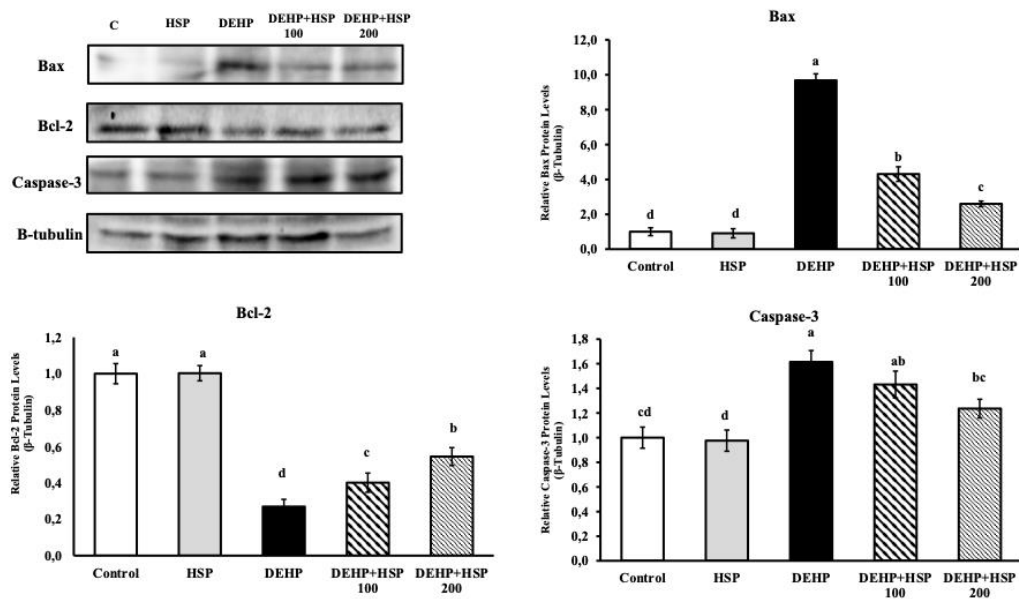 C HSP DEHP DEHP+HSP DEHP+HSP
100 200
Bax
Bcl-2
Caspase-3
B-tubulin
Bax
Relative Bax Protein Levels
(β-Tubulin)
12,0
10,0
8,0
6,0
4,0
2,0
0,0
d d a b c
Control HSP DEHP DEHP+HSP DEHP+HSP
100 200
Bcl-2
Relative Bcl-2 Protein Levels
(β-Tubulin)
1,2
1,0
0,8
0,6
0,4
0,2
0,0
a a d c b
Control HSP DEHP DEHP+HSP DEHP+HSP
100 200
Caspase-3
Relative Caspase-3 Protein Levels
(β-Tubulin)
1,8
1,6
1,4
1,2
1,0
1,6
0,8
0,4
0,2
0,0
cd d a ab bc
Control HSP DEHP DEHP+HSP DEHP+HSP
100 200